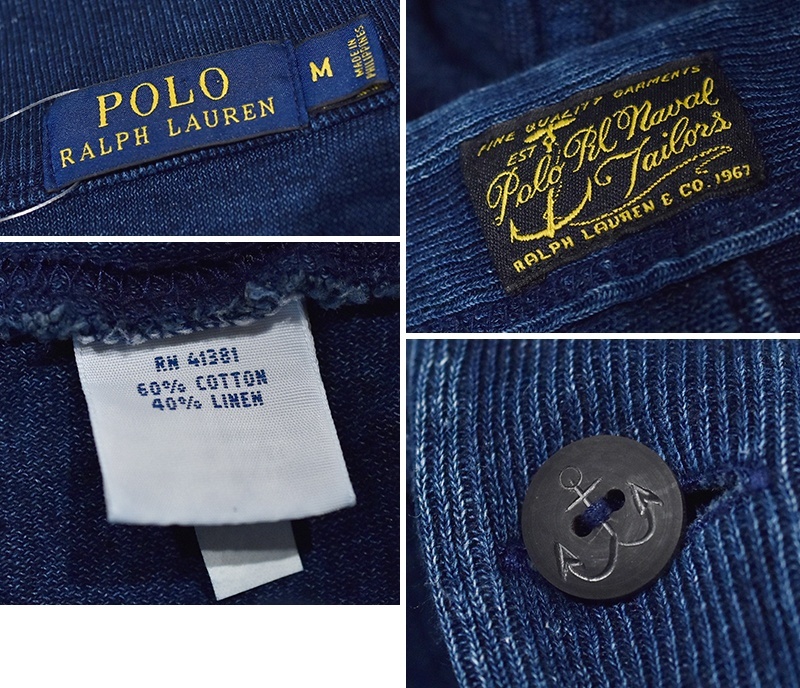 POLO
RALPH LAUREN
M
MADE IN
PHILIPPINES
FINE QUALITY GARMENTS
EST
Polo Rl Naval
Tailors
RALPH LAUREN & CO. 1967
RN 41381
60% COTTON
40% LINEN